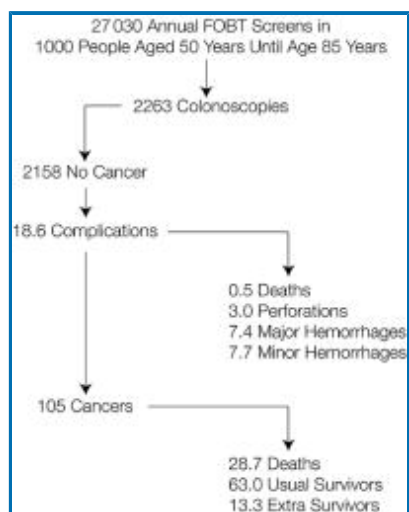 27 030 Annual FOBT Screens in
1000 People Aged 50 Years Until Age 85 Years
2263 Colonoscopies
2158 No Cancer
18.6 Complications
0.5 Deaths
3.0 Perforations
7.4 Major Hemorrhages
7.7 Minor Hemorrhages
105 Cancers
28.7 Deaths
63.0 Usual Survivors
13.3 Extra Survivors